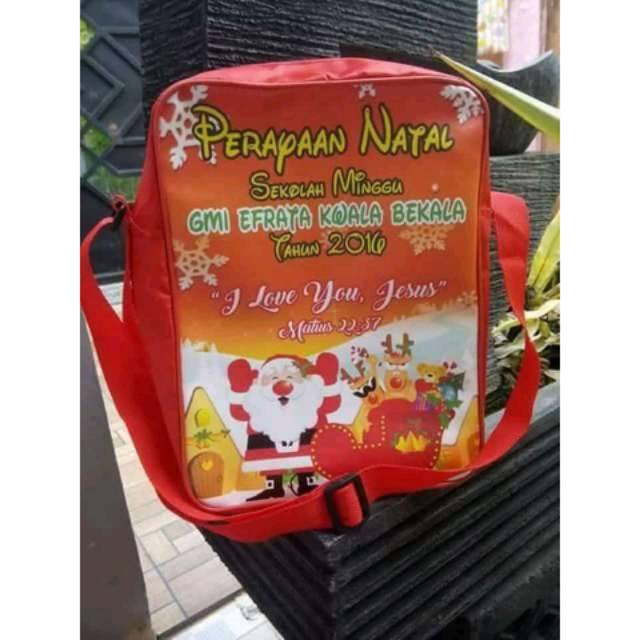 PERAYAAN NATAL
SEKOLAH MINGGU
GMI EFRATA KWALA BEKALA
TAHUN 2016
"I Love You, Jesus"
Matius 22:37